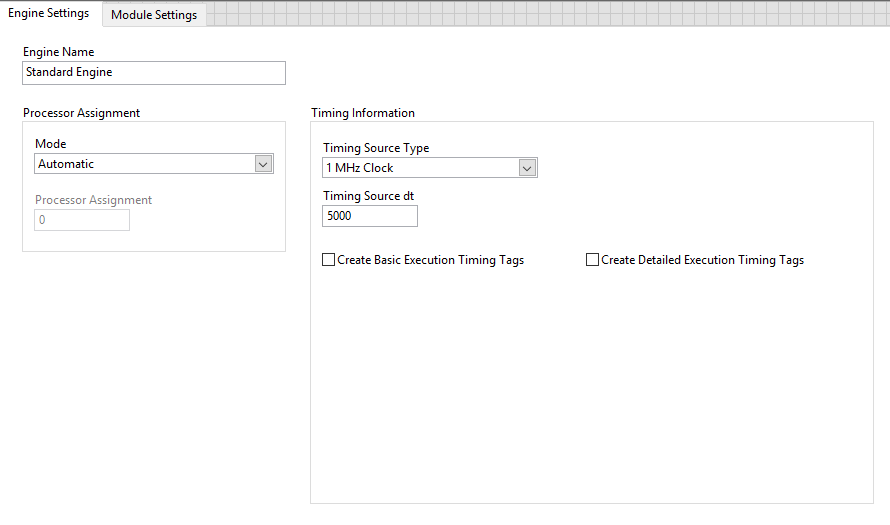 Engine Settings
Module Settings
Engine Name
Standard Engine
Processor Assignment
Mode
Automatic
Processor Assignment
0
Timing Information
Timing Source Type
1 MHz Clock
Timing Source dt
5000
Create Basic Execution Timing Tags
Create Detailed Execution Timing Tags